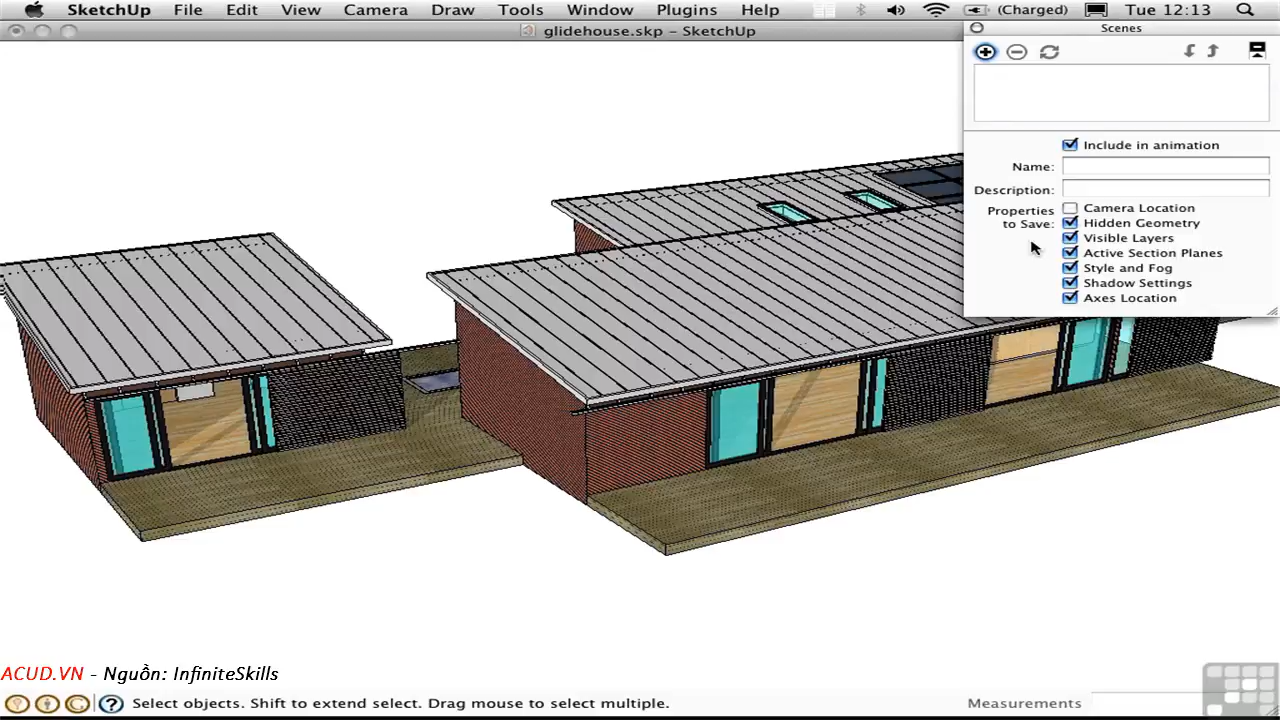 SketchUp File Edit View Camera Draw Tools Window Plugins Help (Charged) Tue 12:13
glidehouse.skp – SketchUp
Scenes
Include in animation
Name:
Description:
Properties to Save:
Camera Location
Hidden Geometry
Visible Layers
Active Section Planes
Style and Fog
Shadow Settings
Axes Location
ACUD.VN - Nguồn: InfiniteSkills
Select objects. Shift to extend select. Drag mouse to select multiple. Measurements